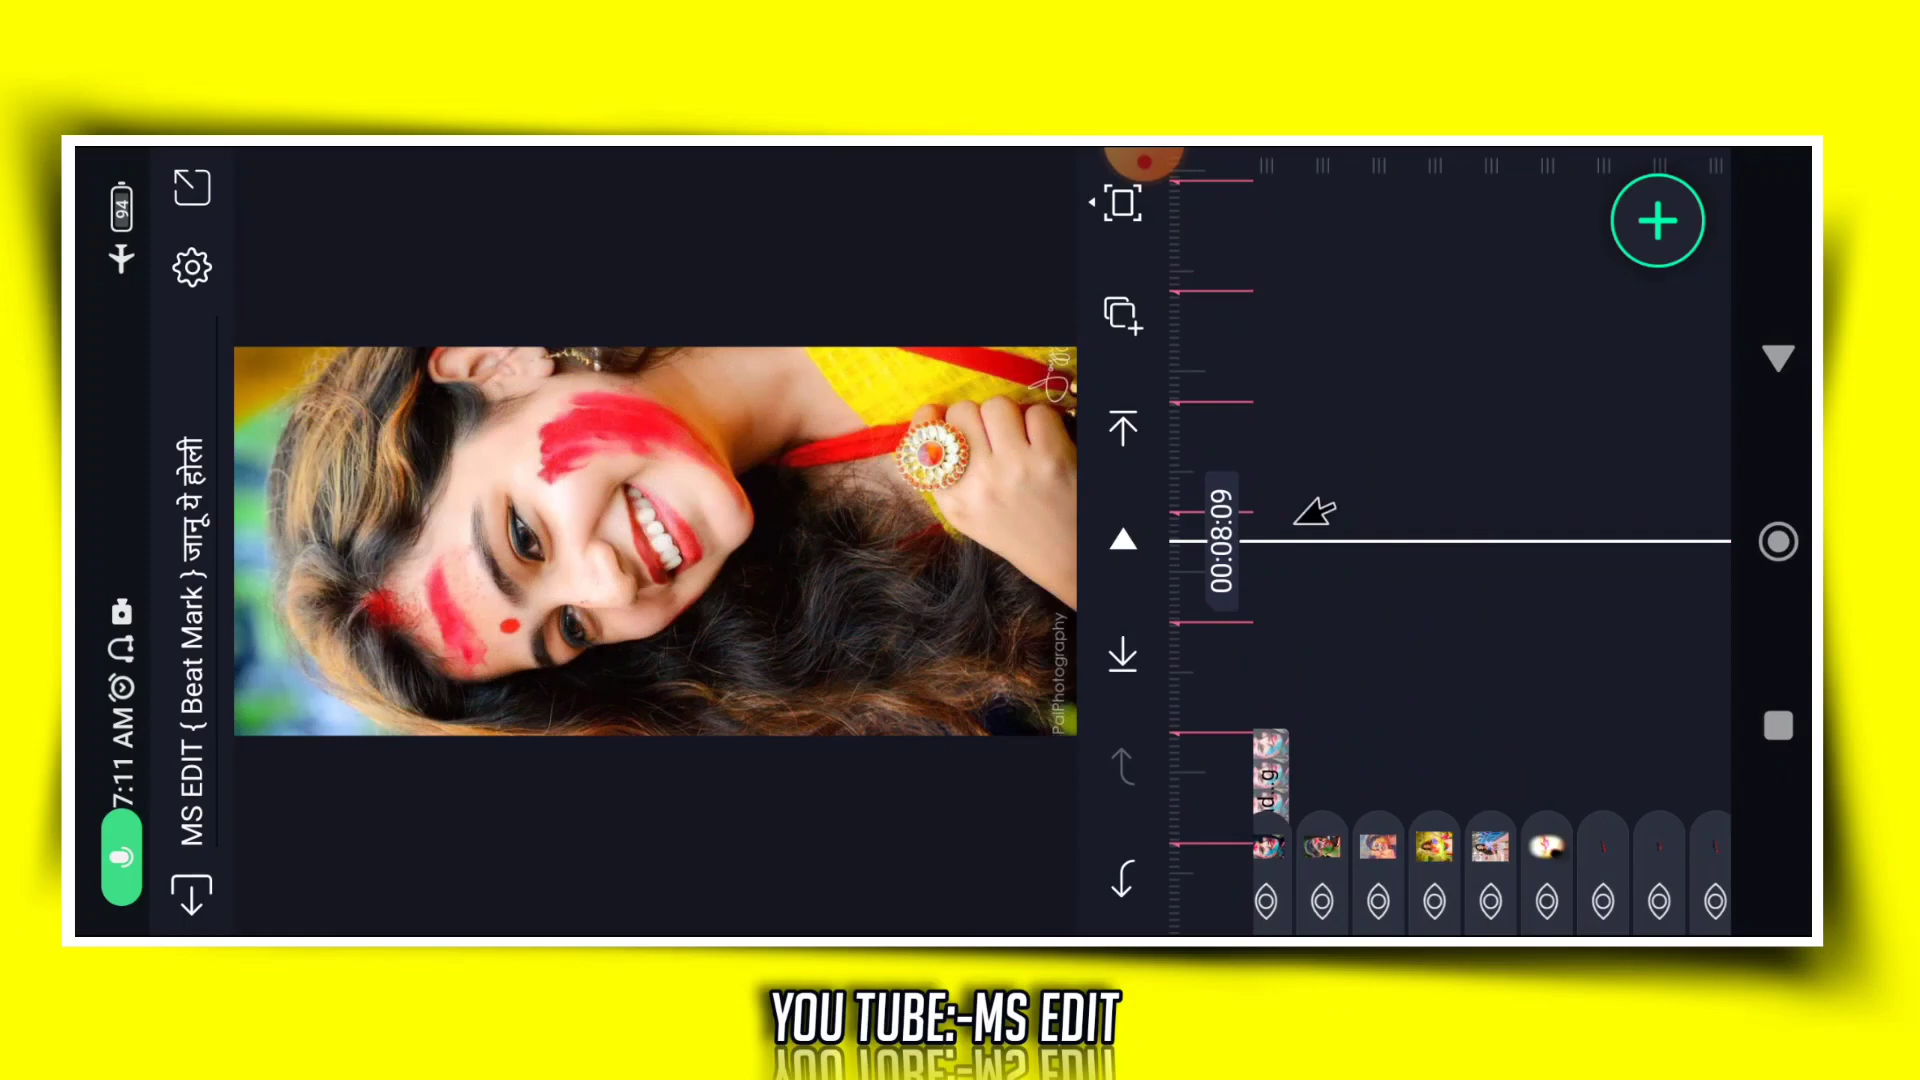 7:11 AM
94
MS EDIT { Beat Mark } जानू ये होली
PalPhotography
00:08:09
d...g
YOU TUBE:-MS EDIT